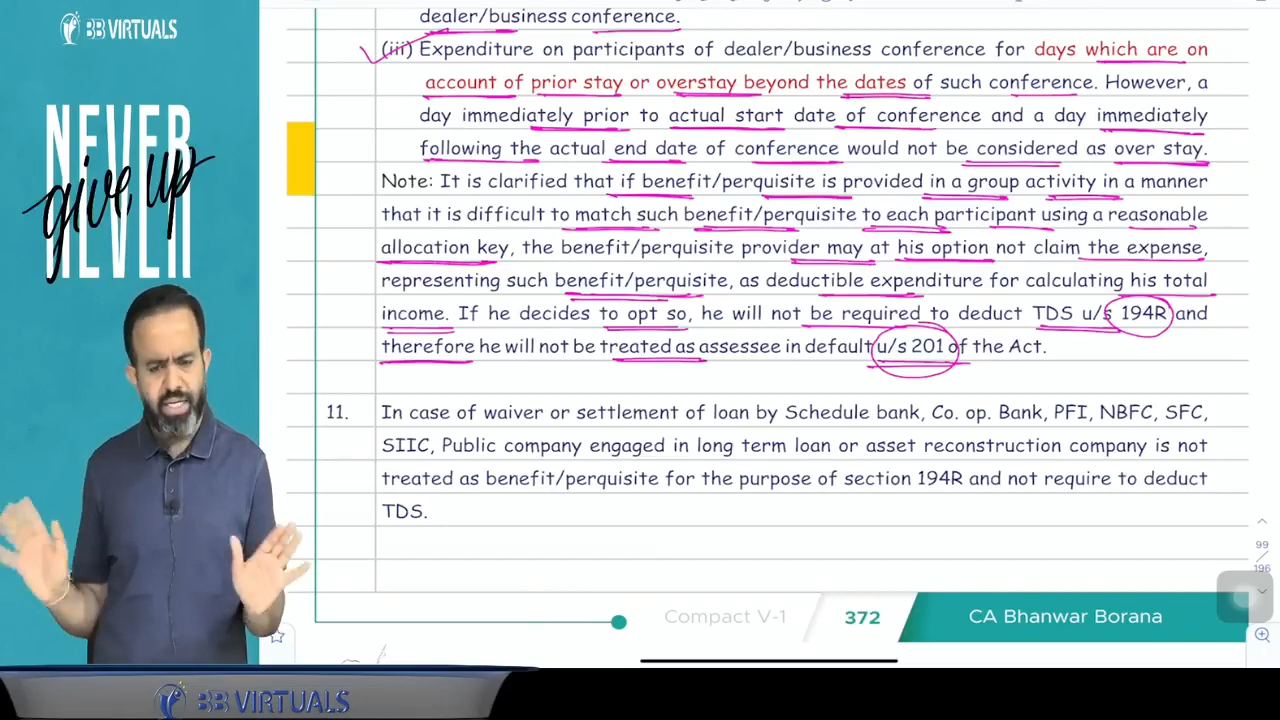 BB VIRTUALS
NEVER
give up
NEVER
dealer/business conference.
(iii) Expenditure on participants of dealer/business conference for days which are on
account of prior stay or overstay beyond the dates of such conference. However, a
day immediately prior to actual start date of conference and a day immediately
following the actual end date of conference would not be considered as over stay.
Note: It is clarified that if benefit/perquisite is provided in a group activity in a manner
that it is difficult to match such benefit/perquisite to each participant using a reasonable
allocation key, the benefit/perquisite provider may at his option not claim the expense,
representing such benefit/perquisite, as deductible expenditure for calculating his total
income. If he decides to opt so, he will not be required to deduct TDS u/s 194R and
therefore he will not be treated as assessee in default u/s 201 of the Act.
11. In case of waiver or settlement of loan by Schedule bank, Co. op. Bank, PFI, NBFC, SFC,
SIIC, Public company engaged in long term loan or asset reconstruction company is not
treated as benefit/perquisite for the purpose of section 194R and not require to deduct
TDS.
99
/
196
Compact V-1 372 CA Bhanwar Borana
BB VIRTUALS